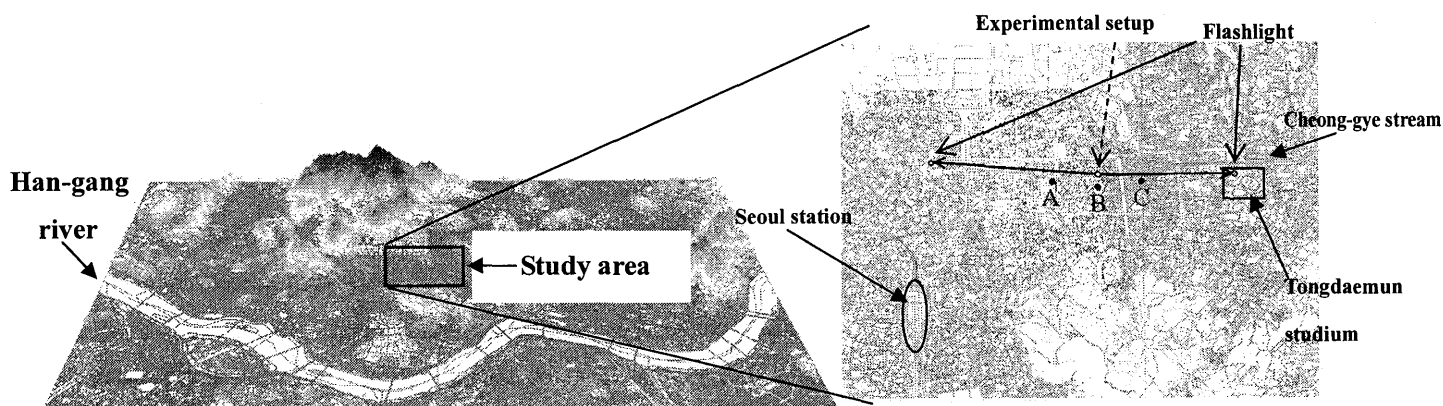 Experimental setup
Flashlight
Cheong-gye stream
Han-gang
river
A
B
C
Seoul station
Study area
Tongdaemun
studium